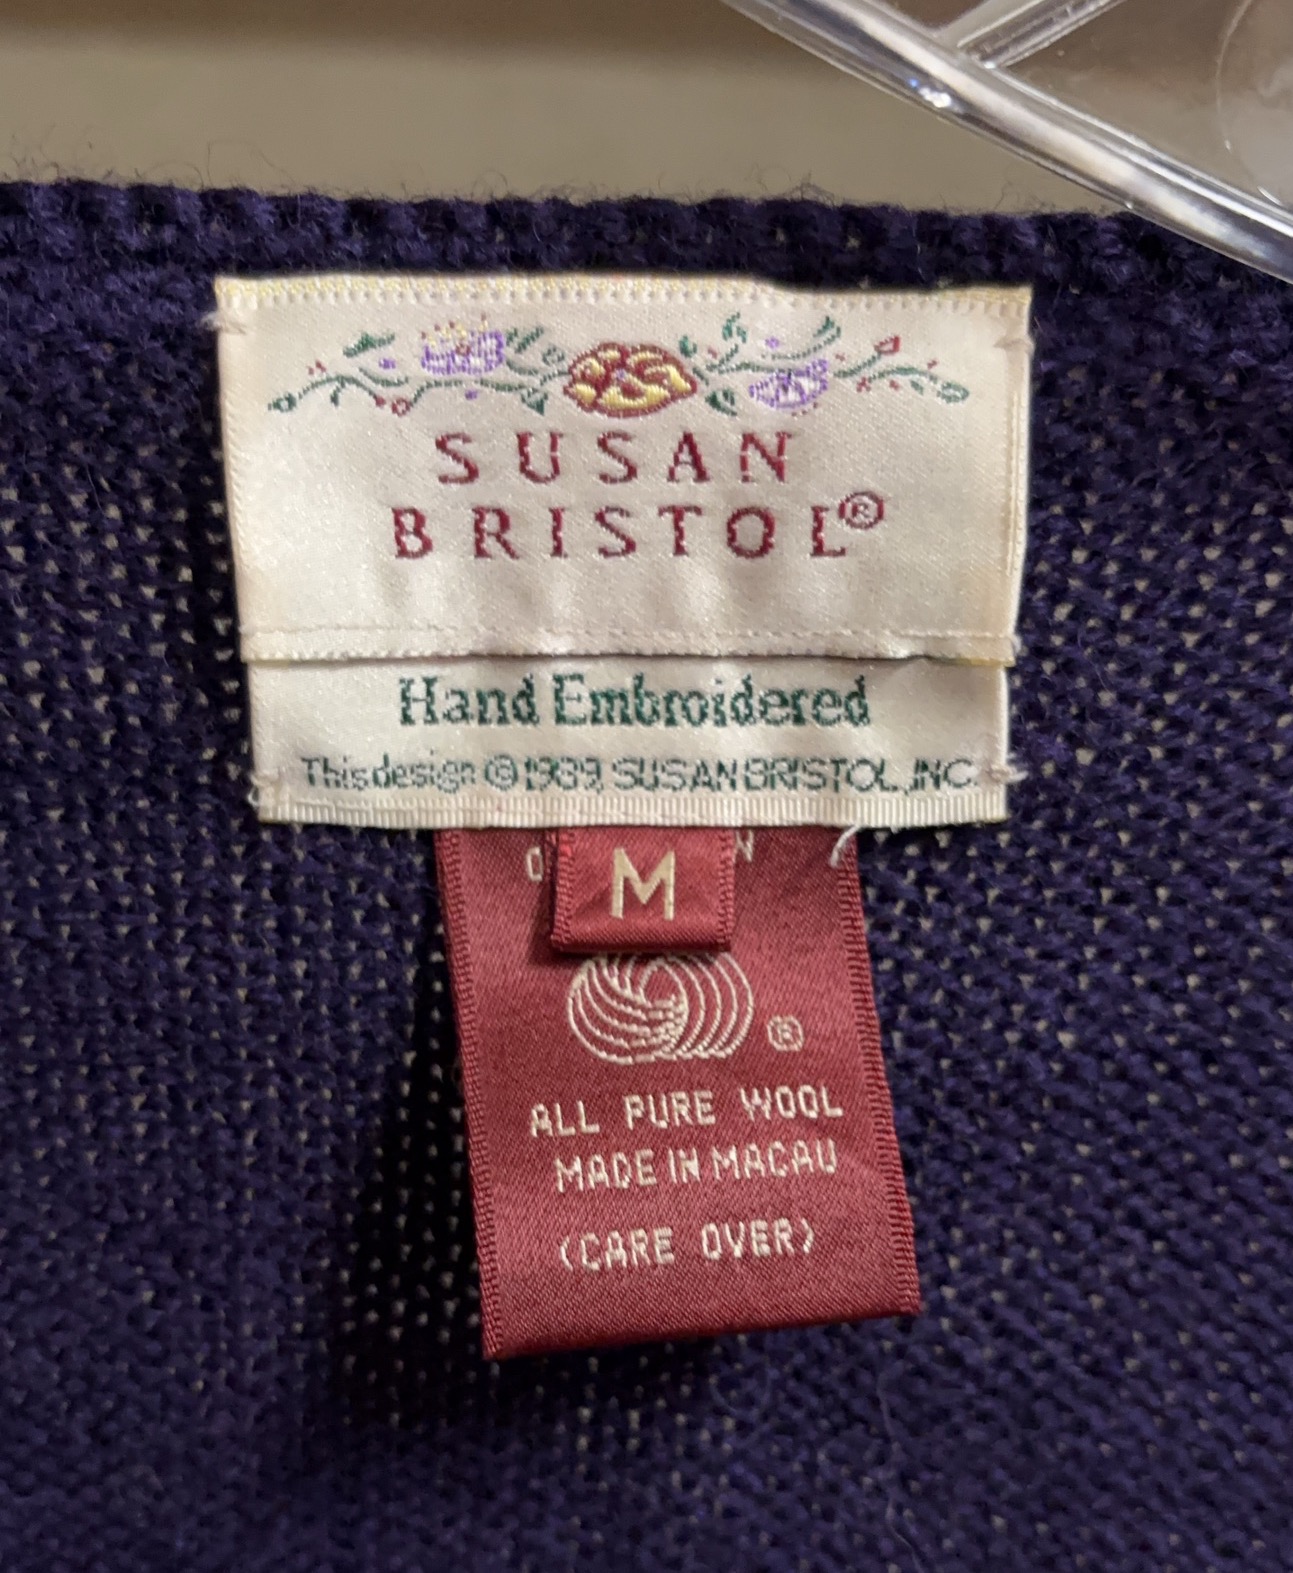 SUSAN
BRISTOL®
Hand Embroidered
This design © 1989, SUSAN BRISTOL, INC.
M
®
ALL PURE WOOL
MADE IN MACAU
(CARE OVER)